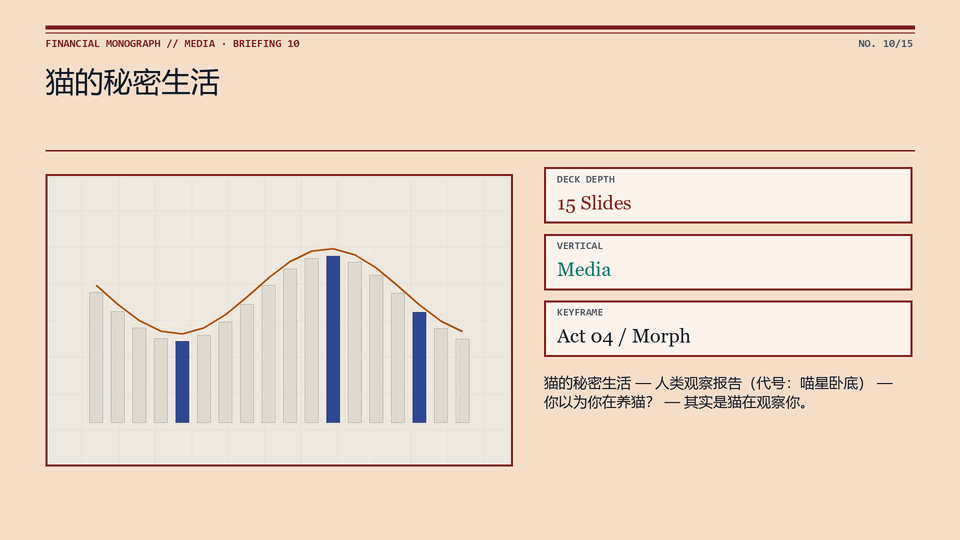 FINANCIAL MONOGRAPH // MEDIA · BRIEFING 10
NO. 10/15
猫的秘密生活
DECK DEPTH
15 Slides
VERTICAL
Media
KEYFRAME
Act 04 / Morph
猫的秘密生活 — 人类观察报告（代号：喵星卧底） —
你以为你在养猫？ — 其实是猫在观察你。